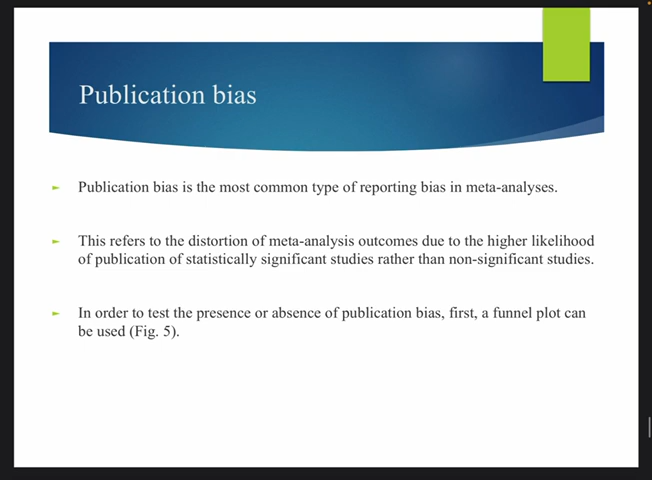 Publication bias
Publication bias is the most common type of reporting bias in meta-analyses.
This refers to the distortion of meta-analysis outcomes due to the higher likelihood
of publication of statistically significant studies rather than non-significant studies.
In order to test the presence or absence of publication bias, first, a funnel plot can
be used (Fig. 5).